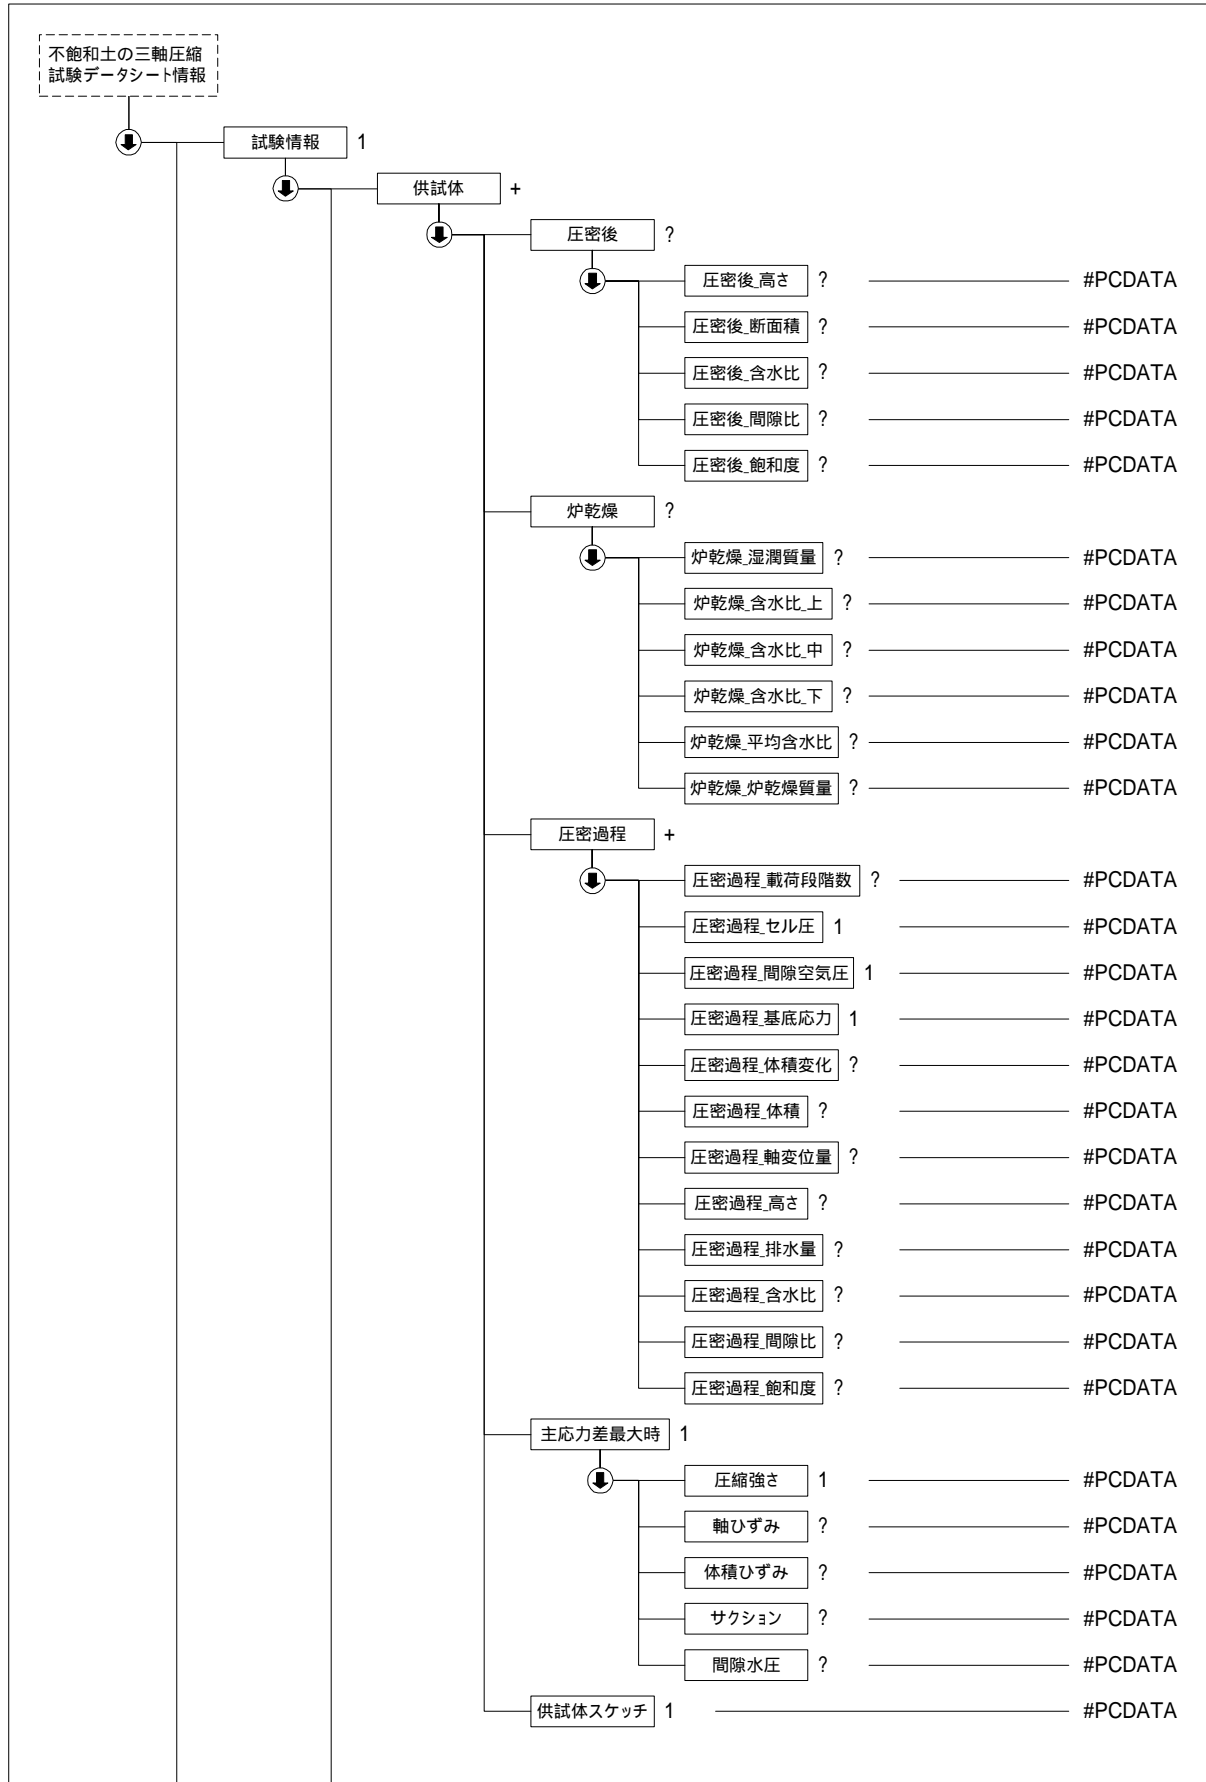 不飽和土の三軸圧縮
試験データシート情報
試験情報 1
供試体 +
圧密後 ?
圧密後_高さ ? #PCDATA
圧密後_断面積 ? #PCDATA
圧密後_含水比 ? #PCDATA
圧密後_間隙比 ? #PCDATA
圧密後_飽和度 ? #PCDATA
炉乾燥 ?
炉乾燥_湿潤質量 ? #PCDATA
炉乾燥_含水比_上 ? #PCDATA
炉乾燥_含水比_中 ? #PCDATA
炉乾燥_含水比_下 ? #PCDATA
炉乾燥_平均含水比 ? #PCDATA
炉乾燥_炉乾燥質量 ? #PCDATA
圧密過程 +
圧密過程_載荷段階数 ? #PCDATA
圧密過程_セル圧 1 #PCDATA
圧密過程_間隙空気圧 1 #PCDATA
圧密過程_基底応力 1 #PCDATA
圧密過程_体積変化 ? #PCDATA
圧密過程_体積 ? #PCDATA
圧密過程_軸変位量 ? #PCDATA
圧密過程_高さ ? #PCDATA
圧密過程_排水量 ? #PCDATA
圧密過程_含水比 ? #PCDATA
圧密過程_間隙比 ? #PCDATA
圧密過程_飽和度 ? #PCDATA
主応力差最大時 1
圧縮強さ 1 #PCDATA
軸ひずみ ? #PCDATA
体積ひずみ ? #PCDATA
サクション ? #PCDATA
間隙水圧 ? #PCDATA
供試体スケッチ 1 #PCDATA